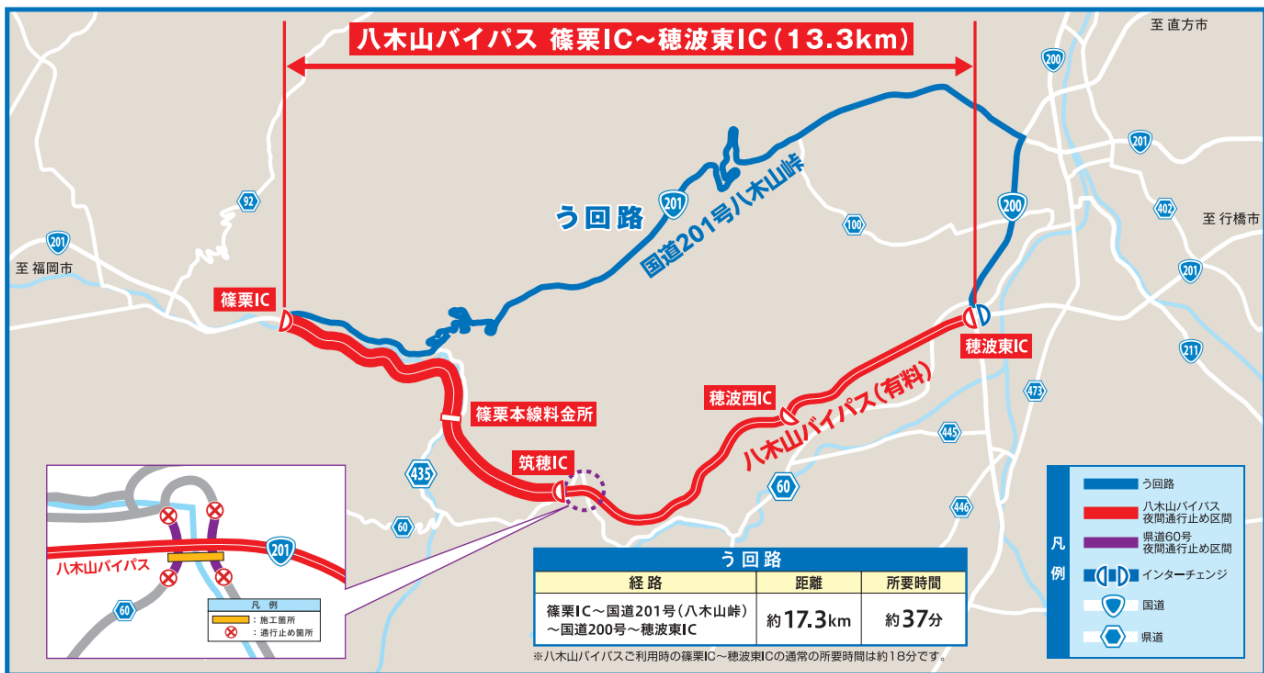 八木山バイパス 篠栗IC～穂波東IC(13.3km)
至 直方市
200
201
92
201
う回路
国道201号八木山峠
200
100
402
至 行橋市
201
至 福岡市
201
篠栗IC
穂波東IC
211
穂波西IC
八木山バイパス(有料)
473
篠栗本線料金所
445
筑穂IC
435
60
60
446
八木山バイパス
201
60
凡 例
：施工箇所
：通行止め箇所
う回路
経路 距離 所要時間
篠栗IC～国道201号(八木山峠)
～国道200号～穂波東IC
約17.3km
約37分
※八木山バイパスご利用時の篠栗IC～穂波東ICの通常の所要時間は約18分です。
凡例
う回路
八木山バイパス
夜間通行止め区間
県道60号
夜間通行止め区間
インターチェンジ
国道
県道